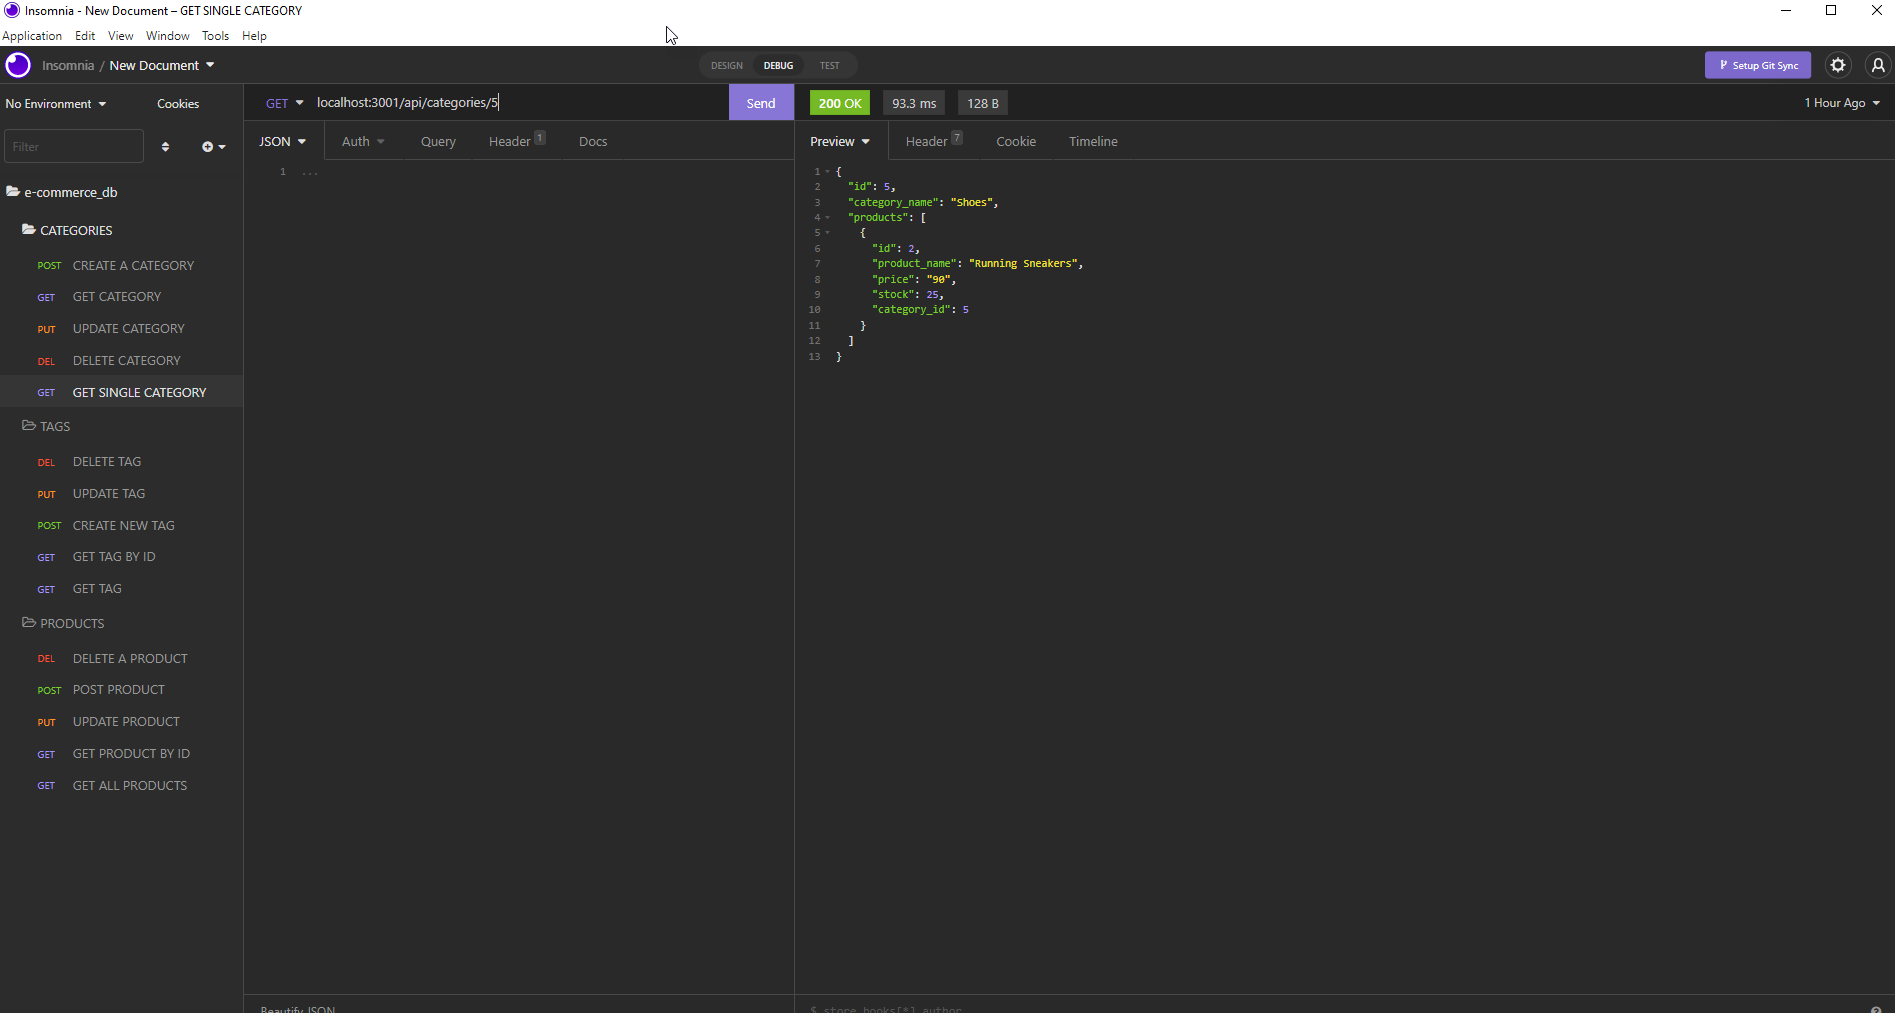 Insomnia - New Document – GET SINGLE CATEGORY
Application Edit View Window Tools Help
Insomnia / New Document
DESIGN DEBUG TEST
Setup Git Sync
No Environment Cookies
GET localhost:3001/api/categories/5 Send
200 OK 93.3 ms 128 B 1 Hour Ago
Filter
JSON Auth Query Header 1 Docs
Preview Header 7 Cookie Timeline
1 ...
e-commerce_db
CATEGORIES
POST CREATE A CATEGORY
GET GET CATEGORY
PUT UPDATE CATEGORY
DEL DELETE CATEGORY
GET GET SINGLE CATEGORY
TAGS
DEL DELETE TAG
PUT UPDATE TAG
POST CREATE NEW TAG
GET GET TAG BY ID
GET GET TAG
PRODUCTS
DEL DELETE A PRODUCT
POST POST PRODUCT
PUT UPDATE PRODUCT
GET GET PRODUCT BY ID
GET GET ALL PRODUCTS
1 {
2 "id": 5,
3 "category_name": "Shoes",
4 "products": [
5 {
6 "id": 2,
7 "product_name": "Running Sneakers",
8 "price": "90",
9 "stock": 25,
10 "category_id": 5
11 }
12 ]
13 }
Beautify JSON
$.store.books[*].author